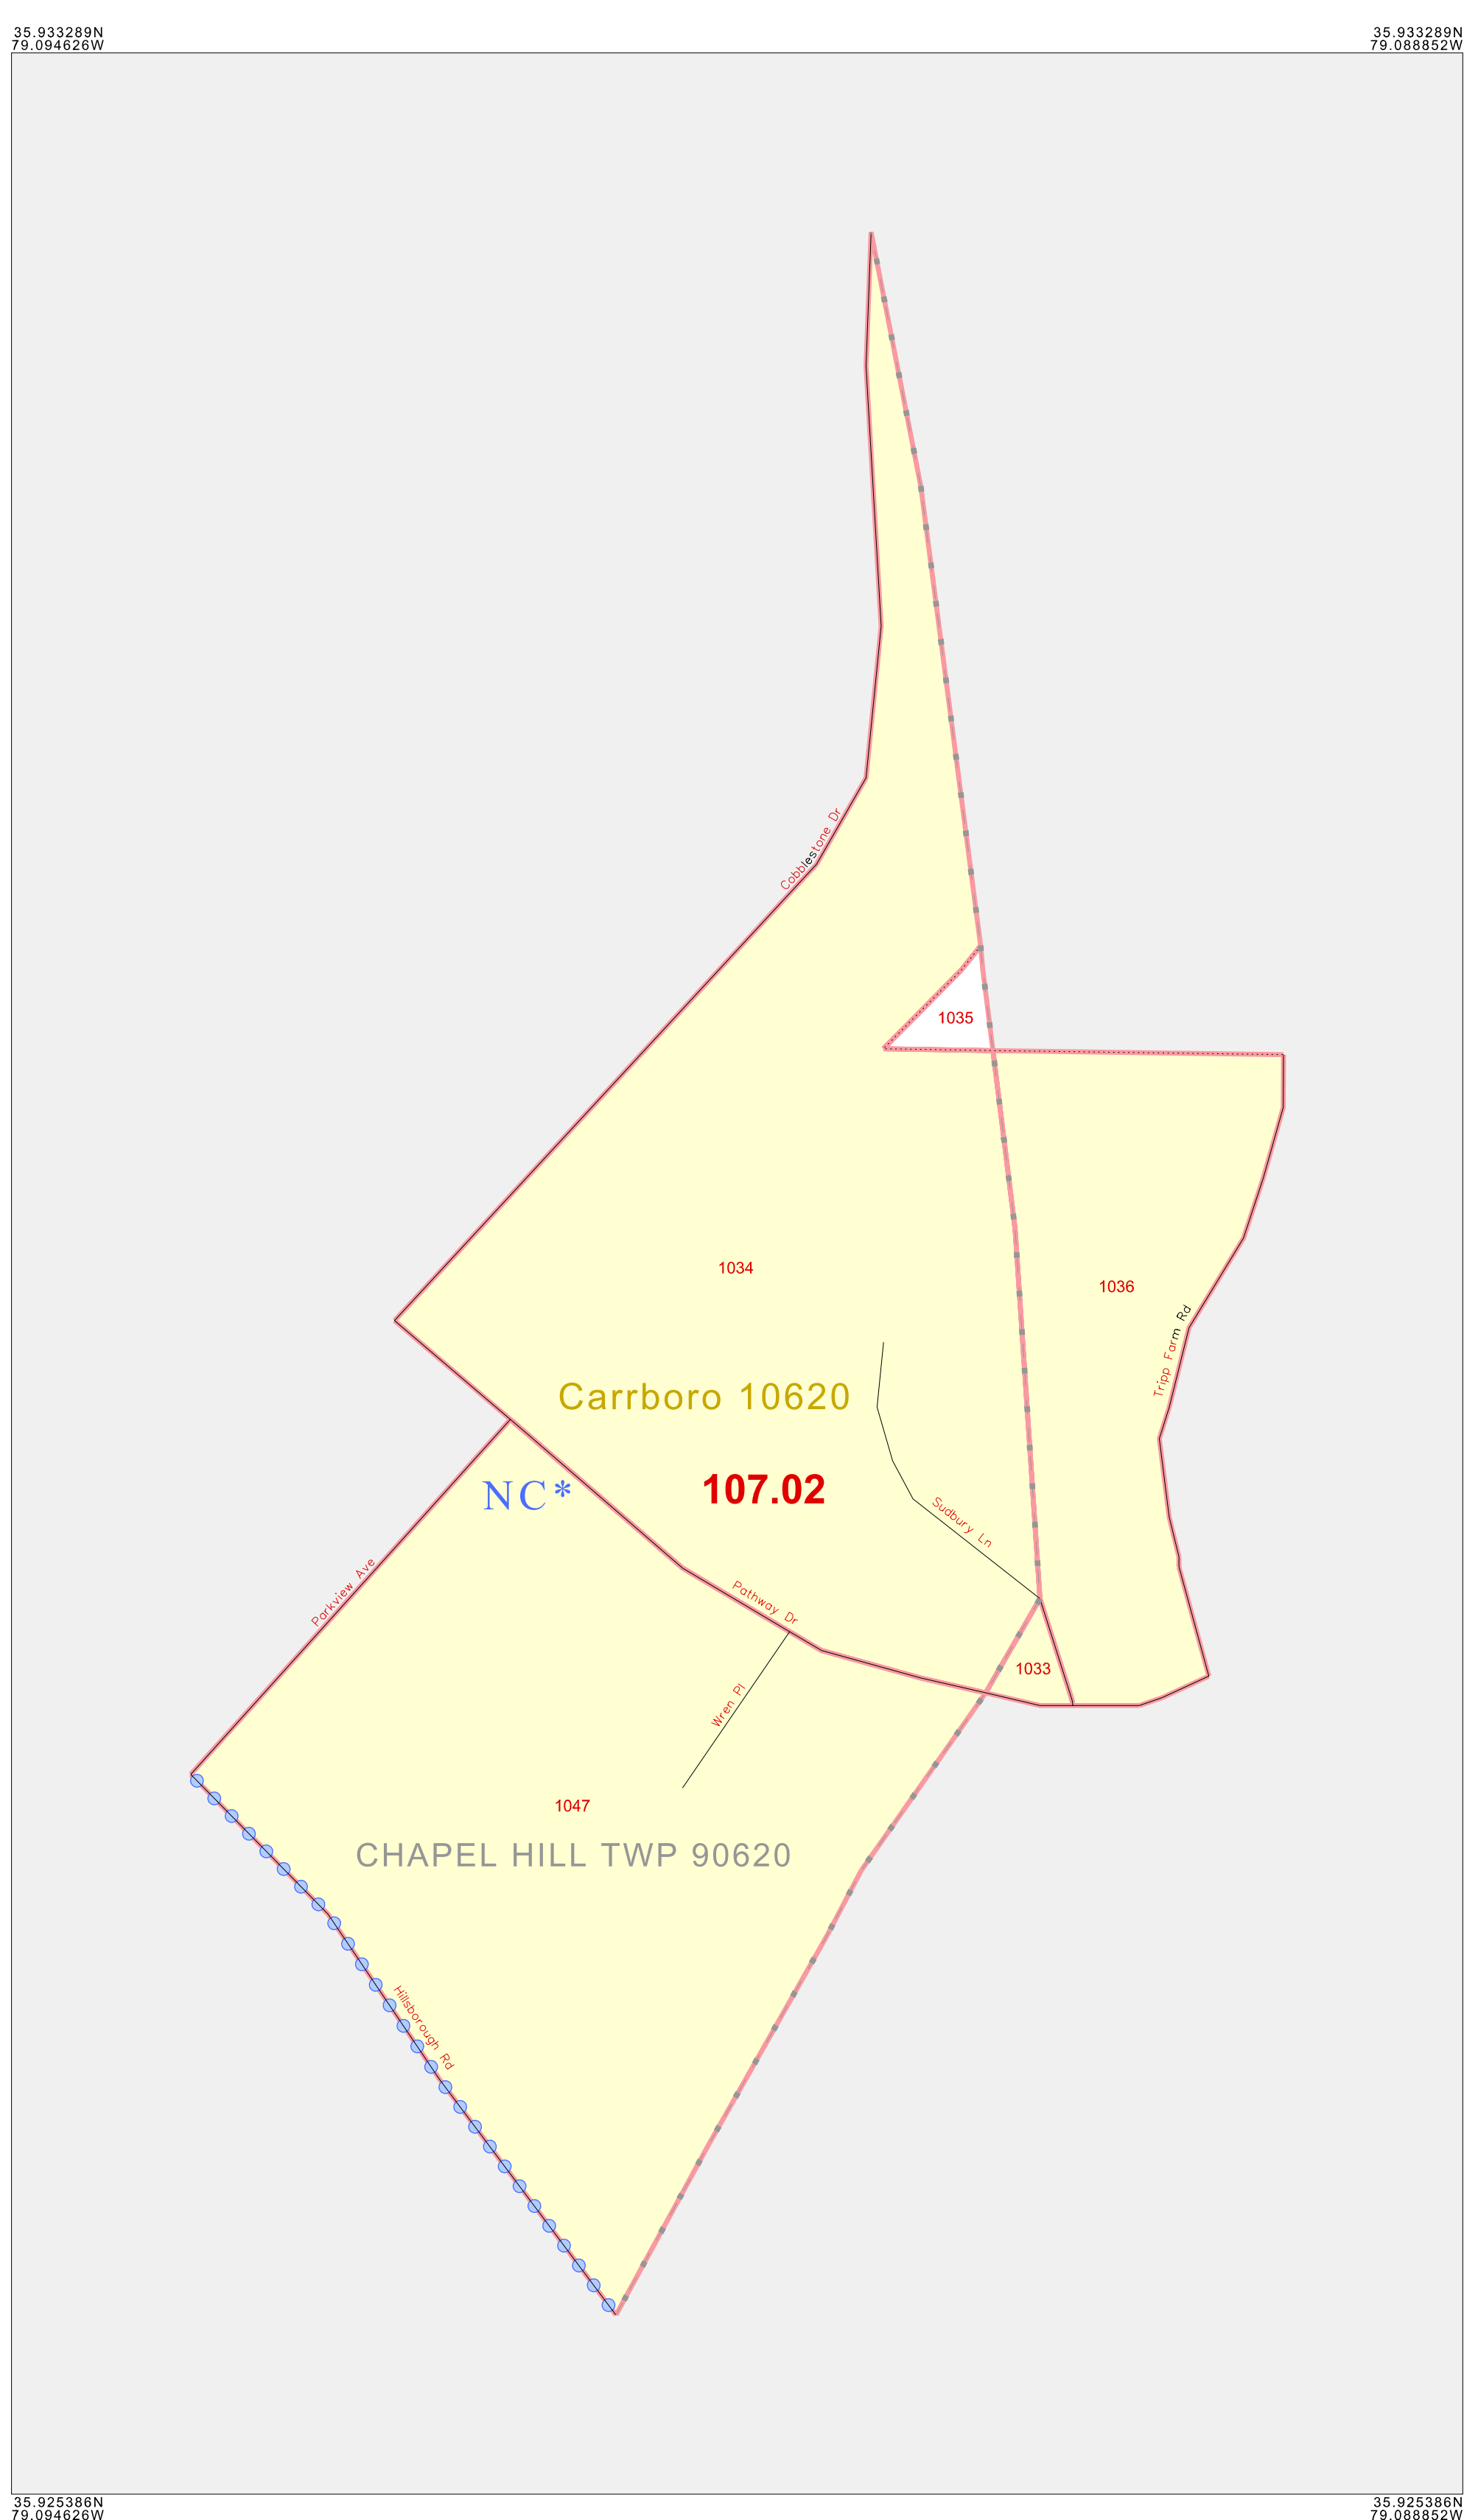 35.933289N
79.094626W
35.933289N
79.088852W
Cobblestone Dr
1035
1034
1036
Tripp Farm Rd
Carrboro 10620
NC*
107.02
Sudbury Ln
Parkview Ave
Pathway Dr
1033
Wren Pl
1047
CHAPEL HILL TWP 90620
Hillsborough Rd
35.925386N
79.094626W
35.925386N
79.088852W